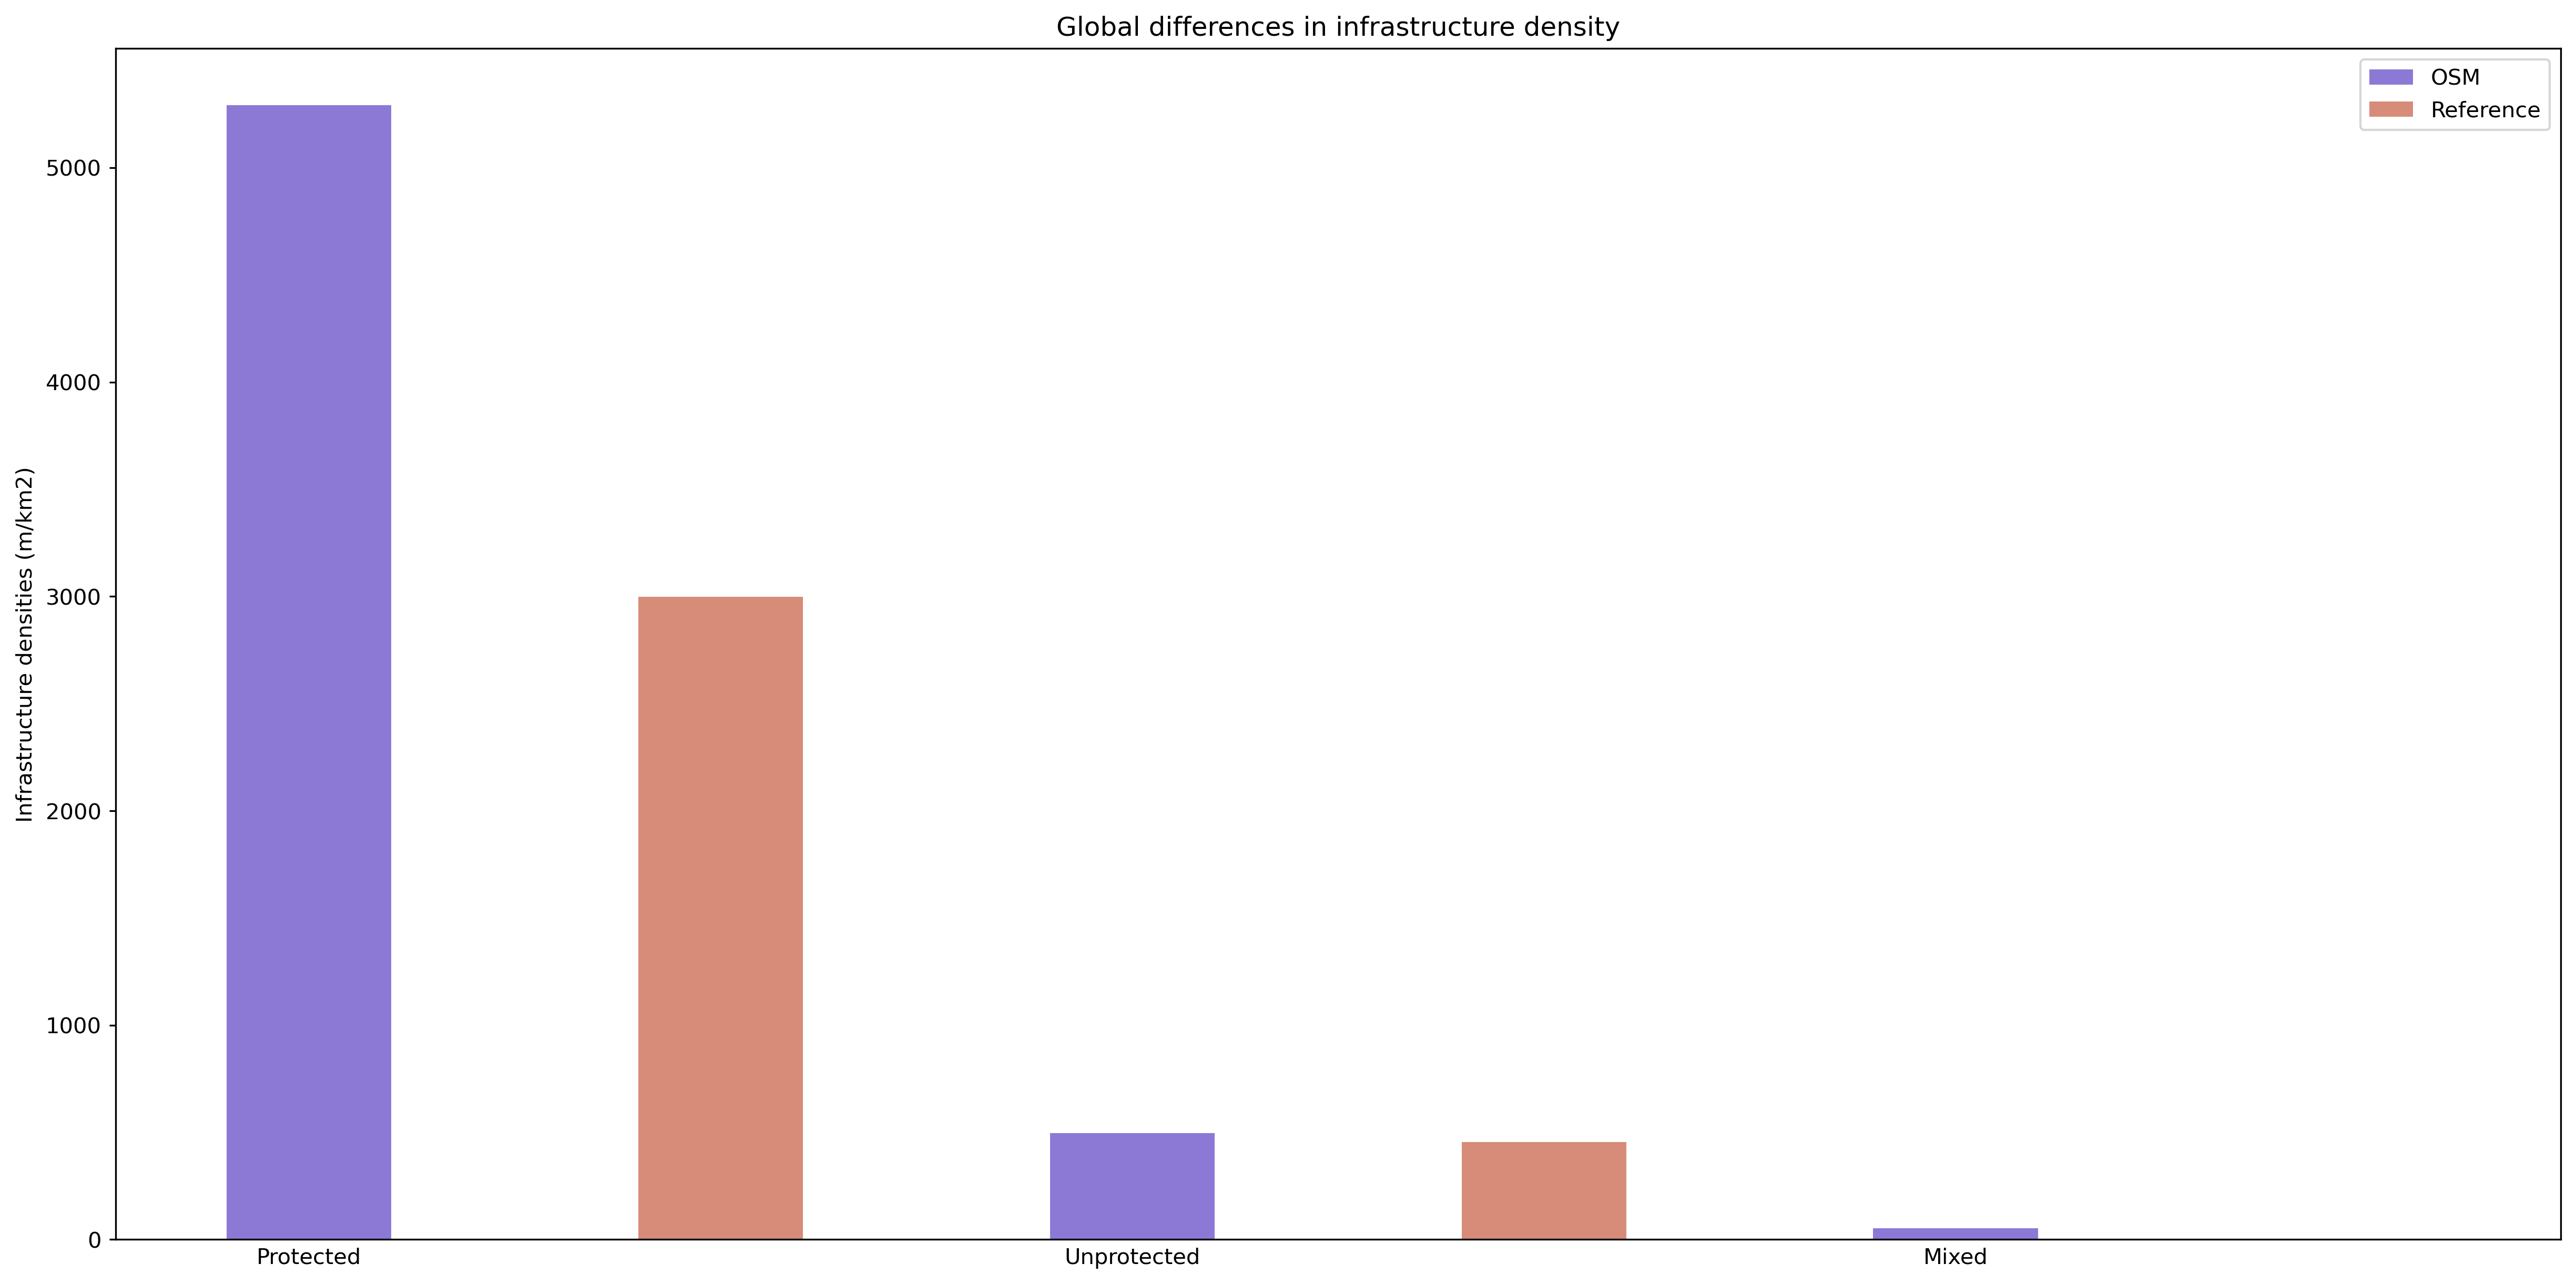 Global differences in infrastructure density
OSM
Reference
Infrastructure densities (m/km2)
5000
4000
3000
2000
1000
0
Protected
Unprotected
Mixed